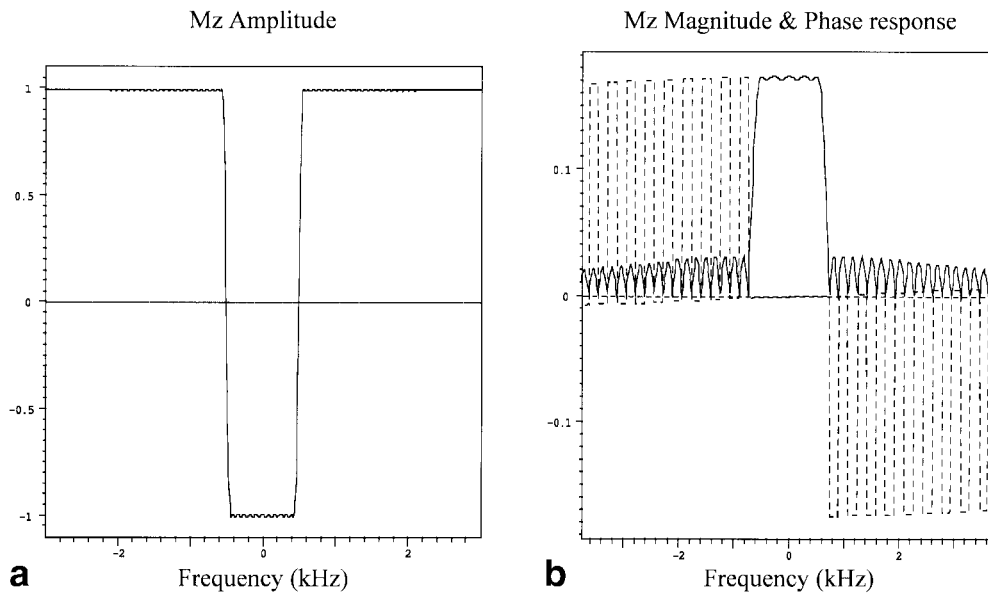 Mz Amplitude
1
0.5
0
-0.5
-1
-2
0
2
a
Frequency (kHz)
Mz Magnitude & Phase response
0.1
0
-0.1
-2
0
2
b
Frequency (kHz)